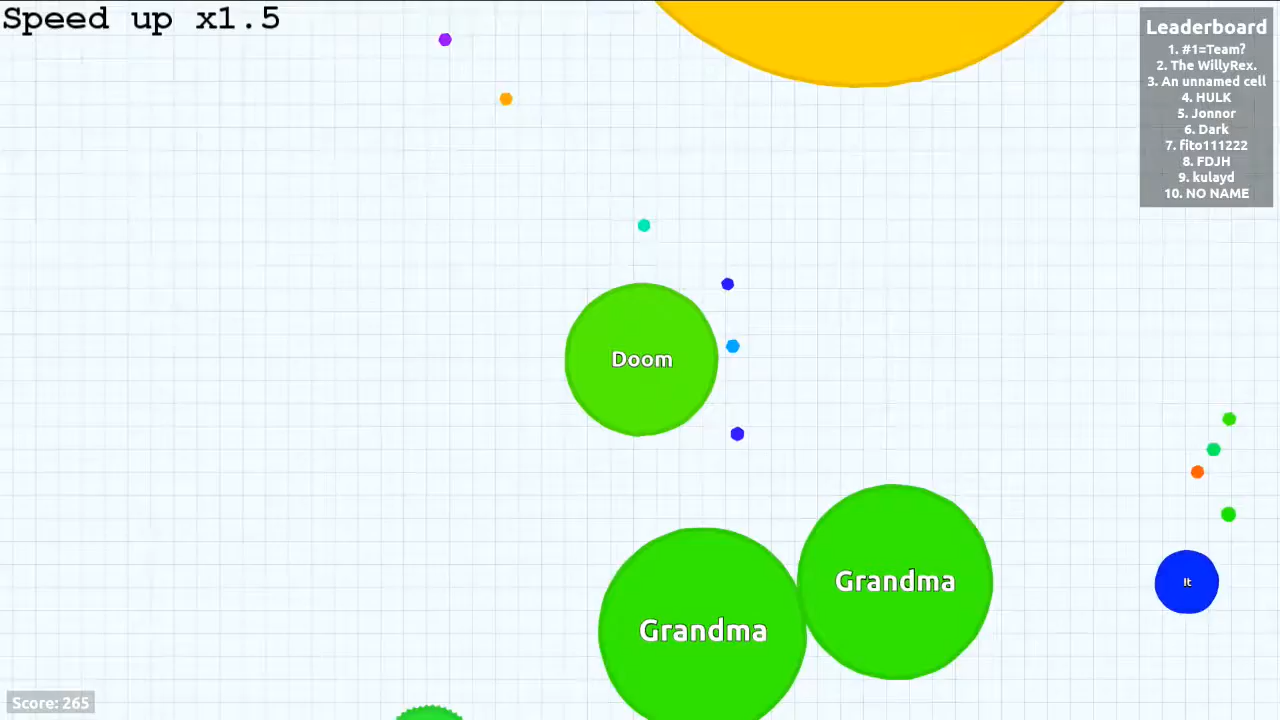 Speed up x1.5
Leaderboard
1. #1=Team?
2. The WillyRex.
3. An unnamed cell
4. HULK
5. Jonnor
6. Dark
7. fito111222
8. FDJH
9. kulayd
10. NO NAME
Doom
Grandma
It
Grandma
Score: 265